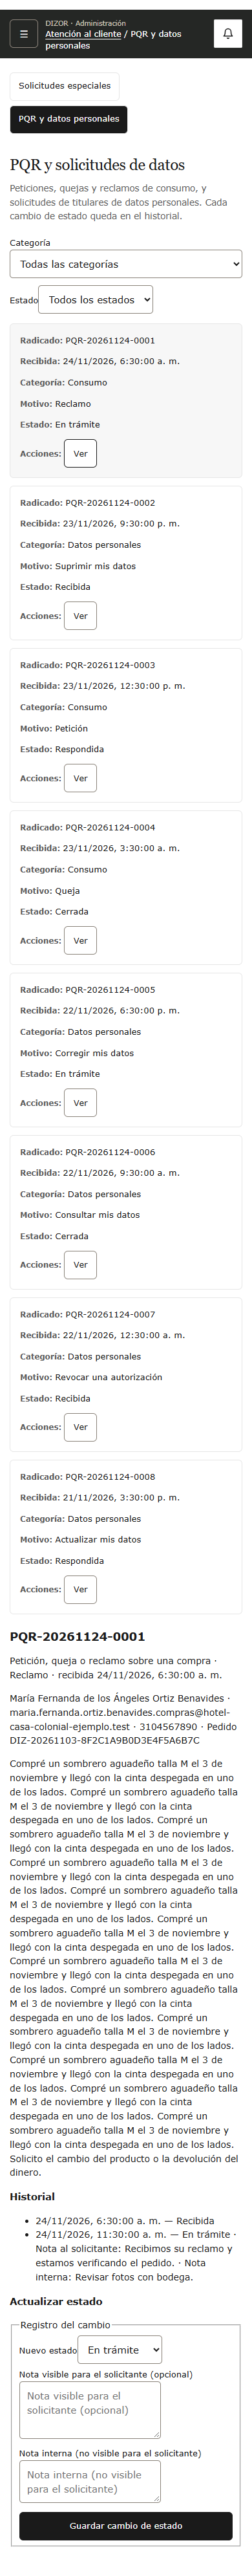 DIZOR · Administración
Atención al cliente / PQR y datos
personales
Solicitudes especiales
PQR y datos personales
PQR y solicitudes de datos
Peticiones, quejas y reclamos de consumo, y
solicitudes de titulares de datos personales. Cada
cambio de estado queda en el historial.
Categoría
Todas las categorías
Estado Todos los estados
Radicado: PQR-20261124-0001
Recibida: 24/11/2026, 6:30:00 a. m.
Categoría: Consumo
Motivo: Reclamo
Estado: En trámite
Acciones: Ver
Radicado: PQR-20261124-0002
Recibida: 23/11/2026, 9:30:00 p. m.
Categoría: Datos personales
Motivo: Suprimir mis datos
Estado: Recibida
Acciones: Ver
Radicado: PQR-20261124-0003
Recibida: 23/11/2026, 12:30:00 p. m.
Categoría: Consumo
Motivo: Petición
Estado: Respondida
Acciones: Ver
Radicado: PQR-20261124-0004
Recibida: 23/11/2026, 3:30:00 a. m.
Categoría: Consumo
Motivo: Queja
Estado: Cerrada
Acciones: Ver
Radicado: PQR-20261124-0005
Recibida: 22/11/2026, 6:30:00 p. m.
Categoría: Datos personales
Motivo: Corregir mis datos
Estado: En trámite
Acciones: Ver
Radicado: PQR-20261124-0006
Recibida: 22/11/2026, 9:30:00 a. m.
Categoría: Datos personales
Motivo: Consultar mis datos
Estado: Cerrada
Acciones: Ver
Radicado: PQR-20261124-0007
Recibida: 22/11/2026, 12:30:00 a. m.
Categoría: Datos personales
Motivo: Revocar una autorización
Estado: Recibida
Acciones: Ver
Radicado: PQR-20261124-0008
Recibida: 21/11/2026, 3:30:00 p. m.
Categoría: Datos personales
Motivo: Actualizar mis datos
Estado: Respondida
Acciones: Ver
PQR-20261124-0001
Petición, queja o reclamo sobre una compra ·
Reclamo · recibida 24/11/2026, 6:30:00 a. m.
María Fernanda de los Ángeles Ortiz Benavides ·
maria.fernanda.ortiz.benavides.compras@hotel-
casa-colonial-ejemplo.test · 3104567890 · Pedido
DIZ-20261103-8F2C1A9B0D3E4F5A6B7C
Compré un sombrero aguadeño talla M el 3 de
noviembre y llegó con la cinta despegada en uno
de los lados. Compré un sombrero aguadeño talla
M el 3 de noviembre y llegó con la cinta
despegada en uno de los lados. Compré un
sombrero aguadeño talla M el 3 de noviembre y
llegó con la cinta despegada en uno de los lados.
Compré un sombrero aguadeño talla M el 3 de
noviembre y llegó con la cinta despegada en uno
de los lados. Compré un sombrero aguadeño talla
M el 3 de noviembre y llegó con la cinta
despegada en uno de los lados. Compré un
sombrero aguadeño talla M el 3 de noviembre y
llegó con la cinta despegada en uno de los lados.
Compré un sombrero aguadeño talla M el 3 de
noviembre y llegó con la cinta despegada en uno
de los lados. Compré un sombrero aguadeño talla
M el 3 de noviembre y llegó con la cinta
despegada en uno de los lados. Compré un
sombrero aguadeño talla M el 3 de noviembre y
llegó con la cinta despegada en uno de los lados.
Compré un sombrero aguadeño talla M el 3 de
noviembre y llegó con la cinta despegada en uno
de los lados. Compré un sombrero aguadeño talla
M el 3 de noviembre y llegó con la cinta
despegada en uno de los lados. Compré un
sombrero aguadeño talla M el 3 de noviembre y
llegó con la cinta despegada en uno de los lados.
Solicito el cambio del producto o la devolución del
dinero.
Historial
24/11/2026, 6:30:00 a. m. — Recibida
24/11/2026, 11:30:00 a. m. — En trámite ·
Nota al solicitante: Recibimos su reclamo y
estamos verificando el pedido. · Nota
interna: Revisar fotos con bodega.
Actualizar estado
Registro del cambio
Nuevo estado En trámite
Nota visible para el solicitante (opcional)
Nota visible para el
solicitante (opcional)
Nota interna (no visible para el solicitante)
Nota interna (no visible
para el solicitante)
Guardar cambio de estado